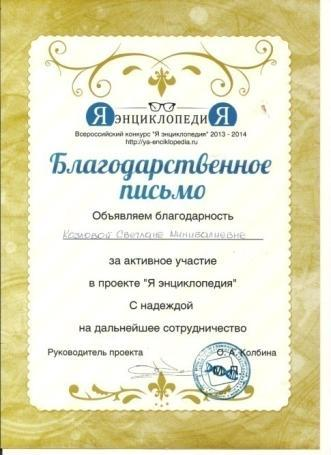 Я ЭНЦИКЛОПЕДИ Я
Всероссийский конкурс "Я энциклопедия" 2013 - 2014
http://ya-enciklopedia.ru
Благодарственное
письмо
Объявляем благодарность
Козловой Светлане Минивалиевне
за активное участие
в проекте "Я энциклопедия"
С надеждой
на дальнейшее сотрудничество
Руководитель проекта О. А. Колбина